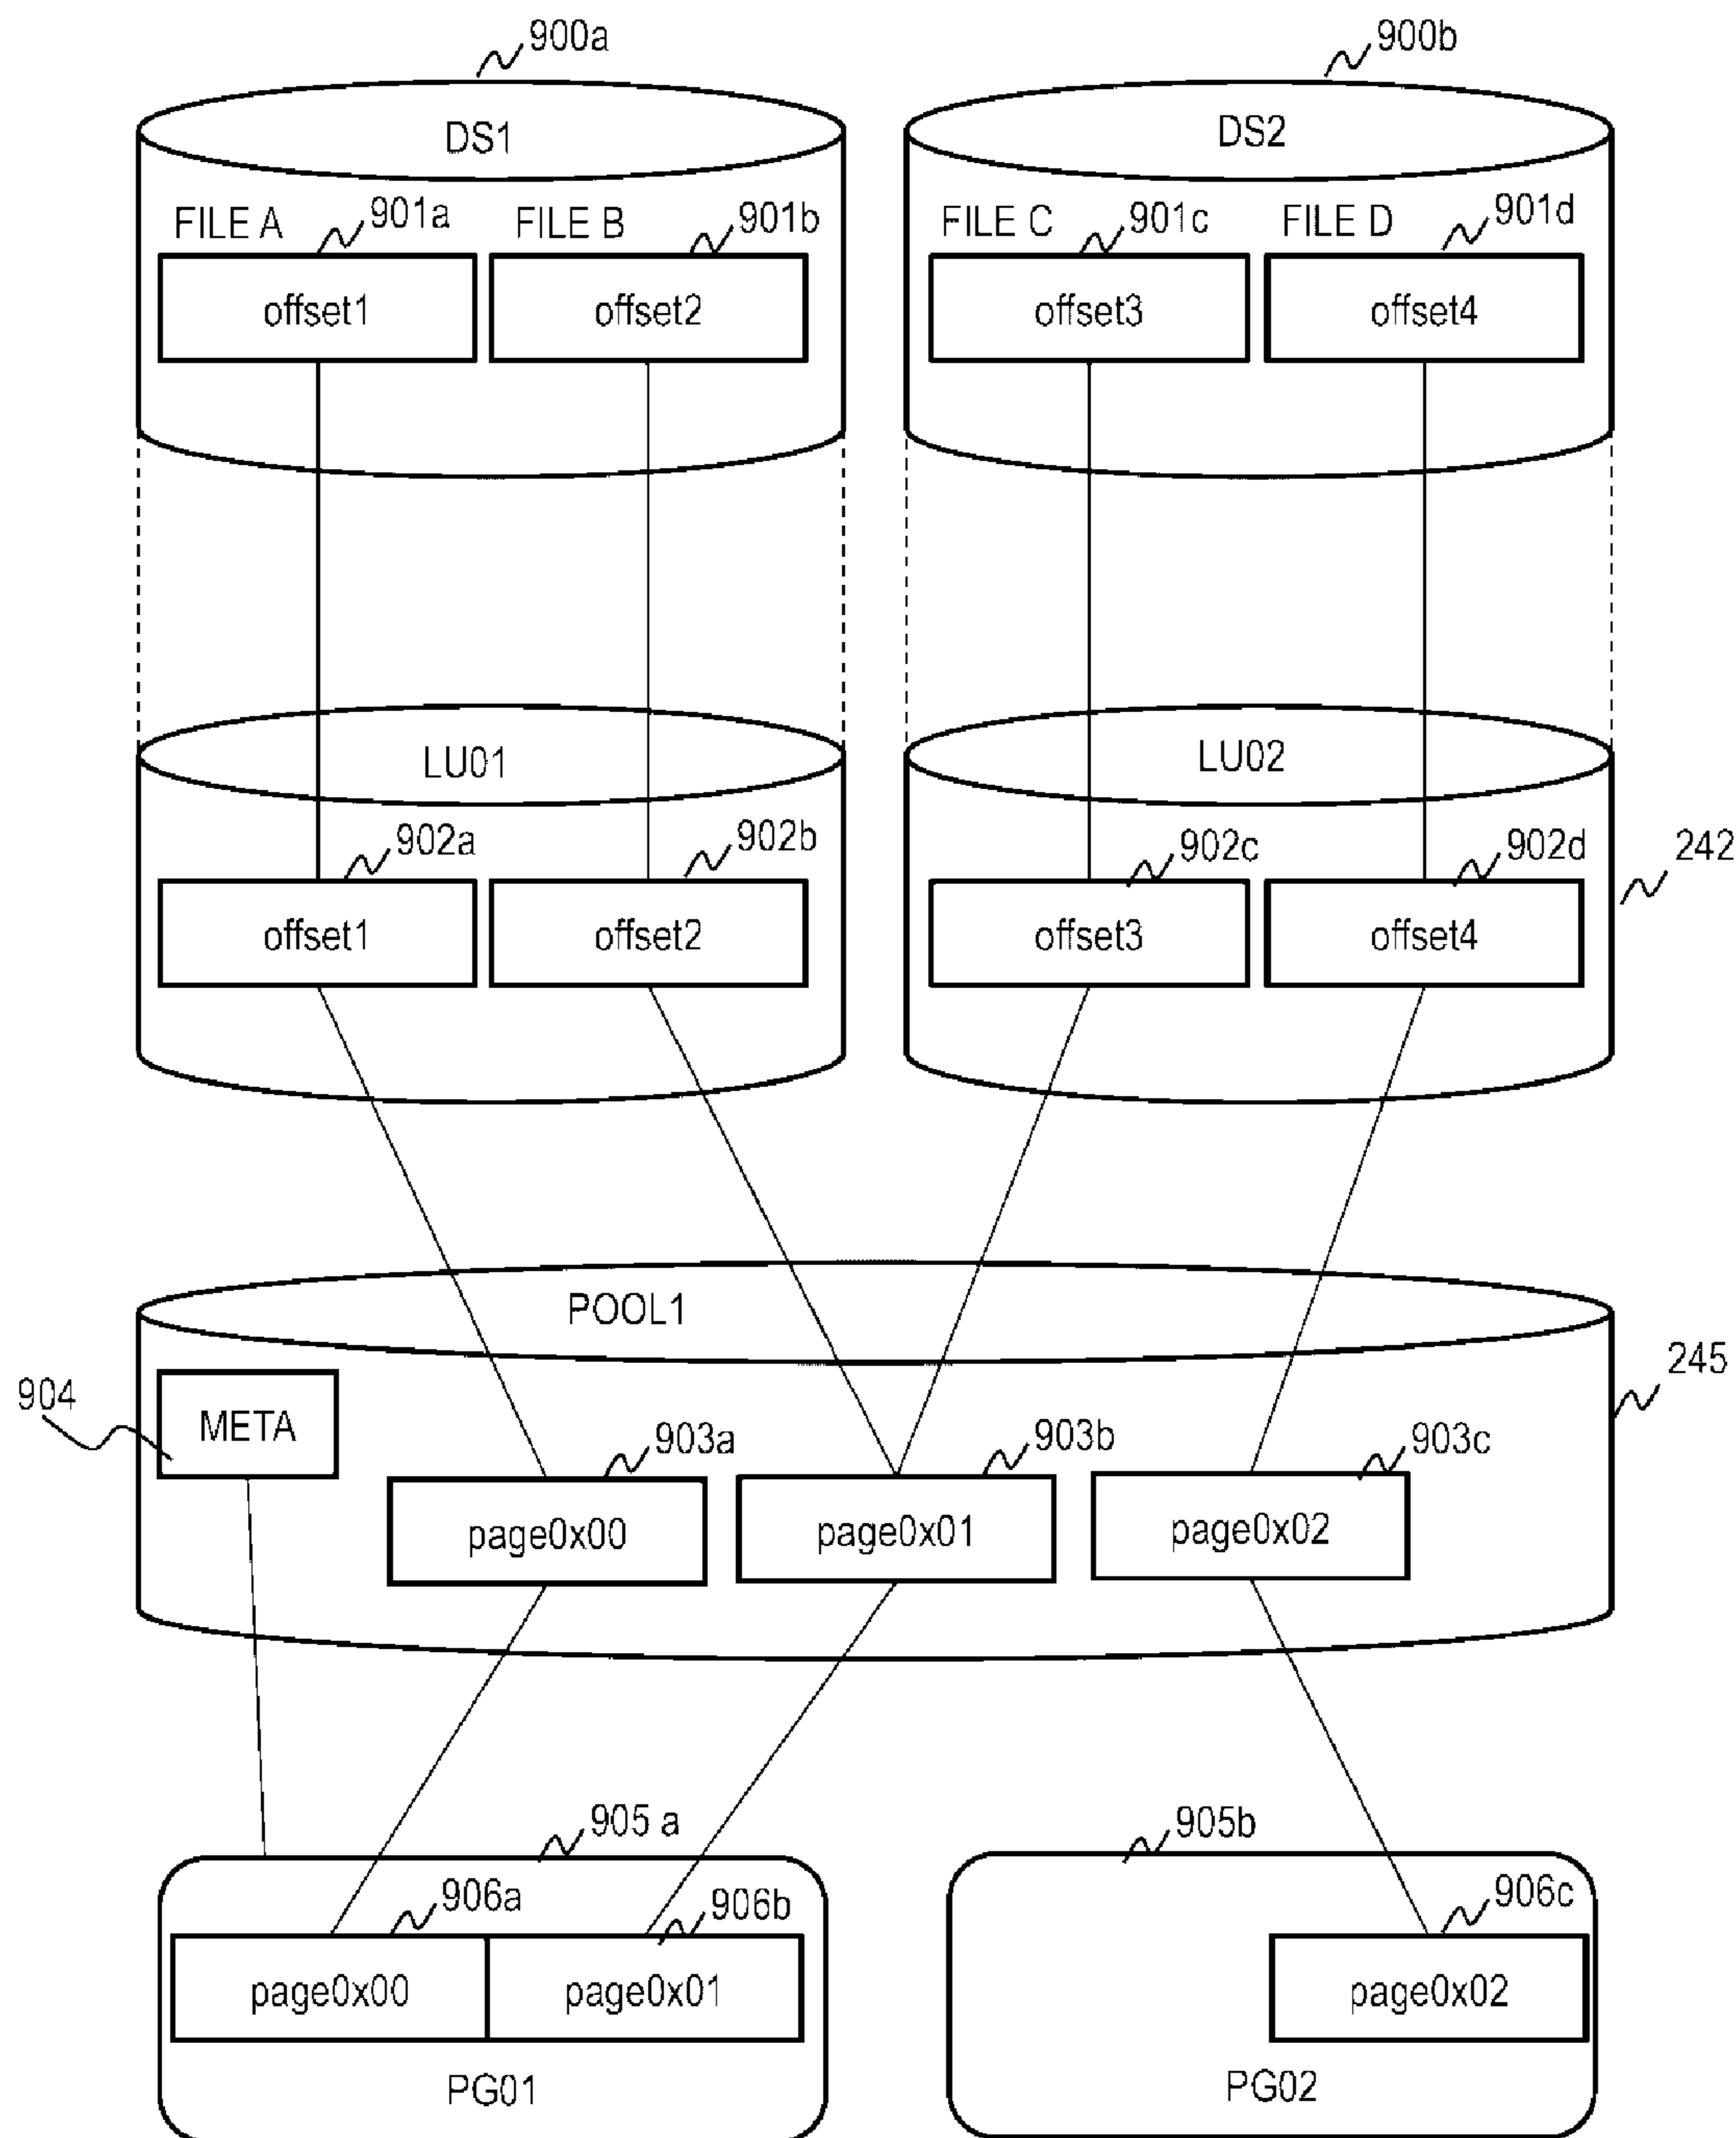 900a 900b
DS1 DS2
FILE A 901a FILE B 901b FILE C 901c FILE D 901d
offset1 offset2 offset3 offset4
LU01 LU02
902a 902b 902c 902d 242
offset1 offset2 offset3 offset4
POOL1
245
904 META
903a 903b 903c
page0x00 page0x01 page0x02
905 a 905b
906a 906b 906c
page0x00 page0x01 page0x02
PG01 PG02